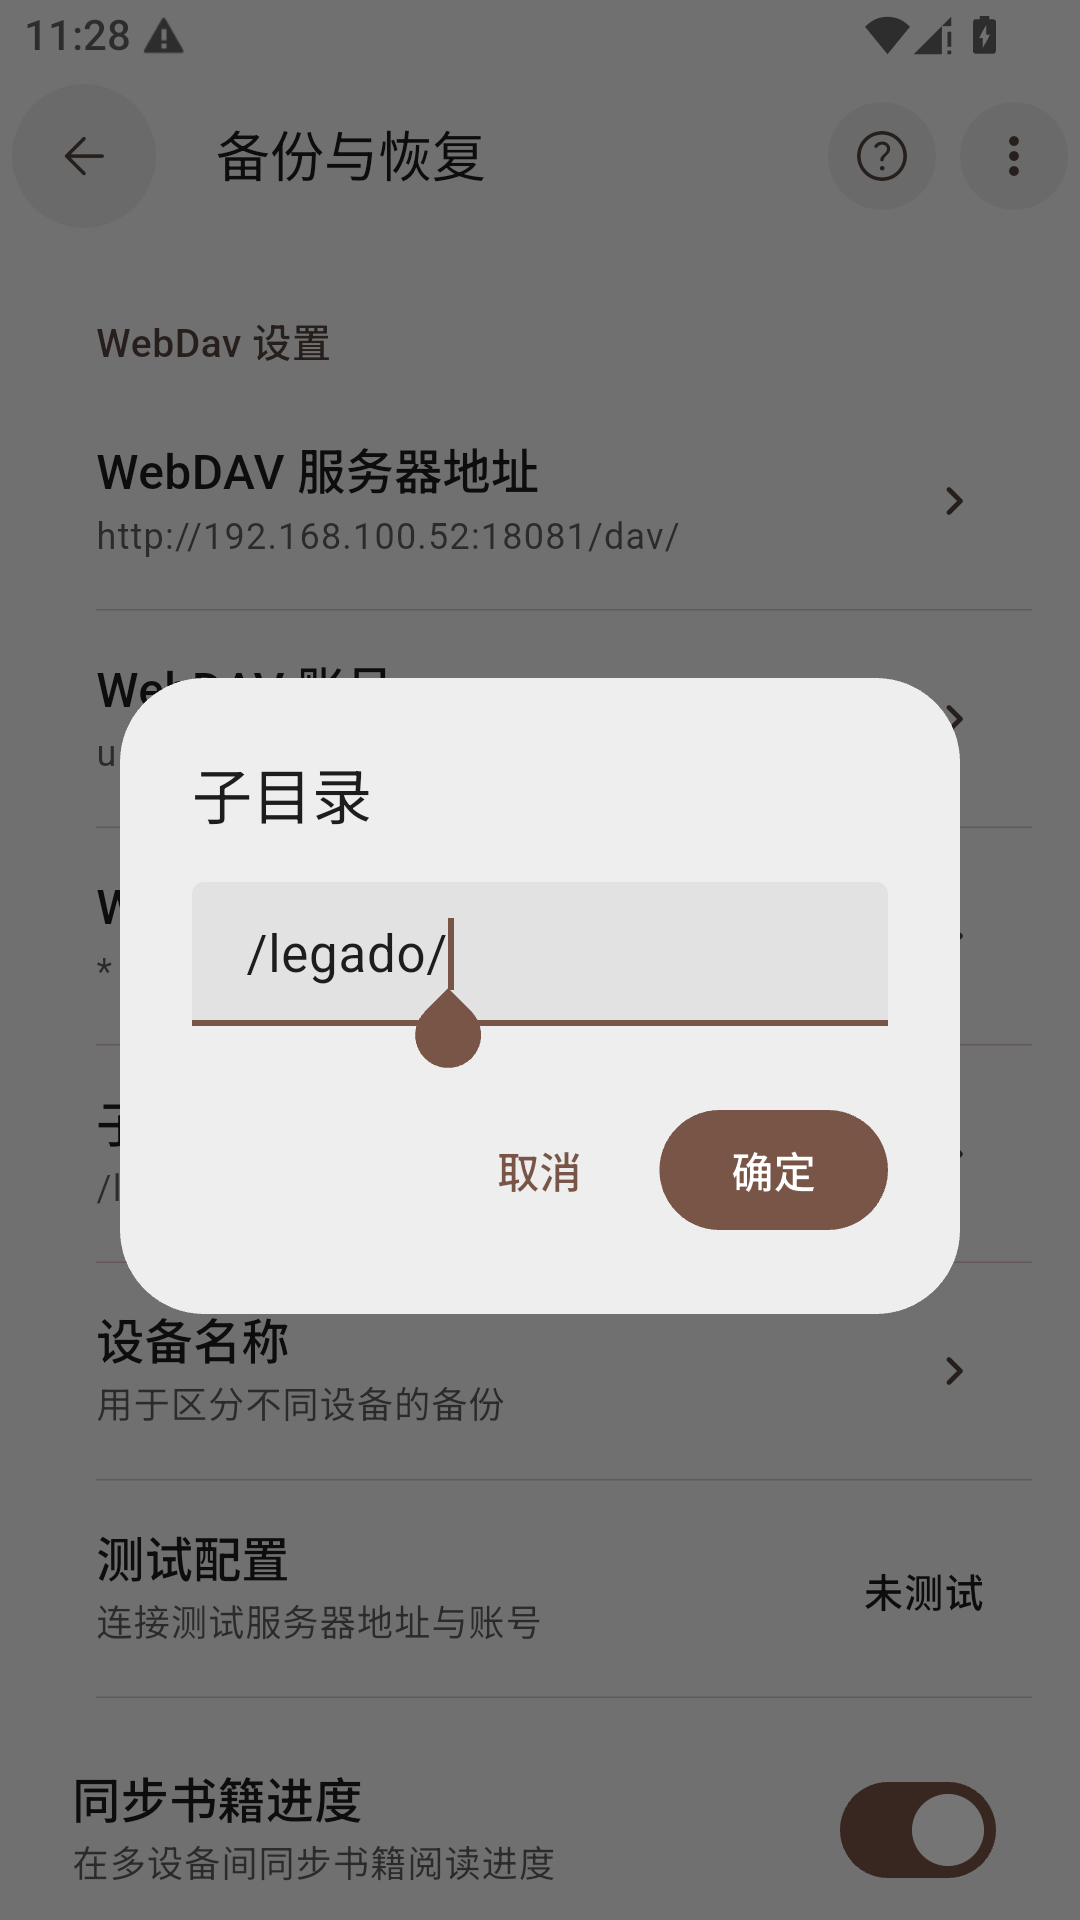 11:28
备份与恢复
WebDav 设置
WebDAV 服务器地址
http://192.168.100.52:18081/dav/
子目录
/legado/
取消
确定
设备名称
用于区分不同设备的备份
测试配置
连接测试服务器地址与账号
未测试
同步书籍进度
在多设备间同步书籍阅读进度